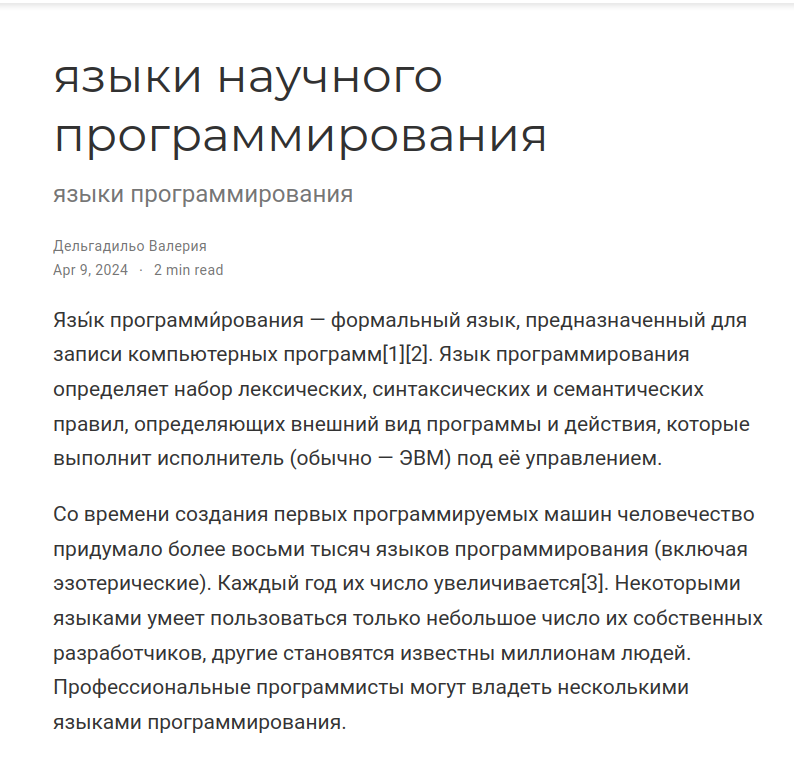 языки научного
программирования
языки программирования
Дельгадильо Валерия
Apr 9, 2024 · 2 min read
Язы́к программи́рования — формальный язык, предназначенный для
записи компьютерных программ[1][2]. Язык программирования
определяет набор лексических, синтаксических и семантических
правил, определяющих внешний вид программы и действия, которые
выполнит исполнитель (обычно — ЭВМ) под её управлением.
Со времени создания первых программируемых машин человечество
придумало более восьми тысяч языков программирования (включая
эзотерические). Каждый год их число увеличивается[3]. Некоторыми
языками умеет пользоваться только небольшое число их собственных
разработчиков, другие становятся известны миллионам людей.
Профессиональные программисты могут владеть несколькими
языками программирования.